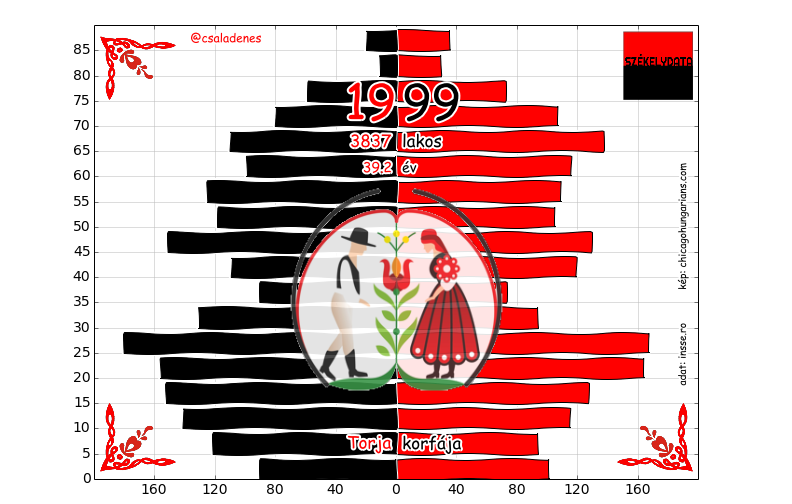 @csaladenes
SZÉKELYDATA
1999
3837 lakos
39.2 év
kép: chicagohungarians.com
adat: insse.ro
Torja korfája
85
80
75
70
65
60
55
50
45
40
35
30
25
20
15
10
5
0
160 120 80 40 0 40 80 120 160